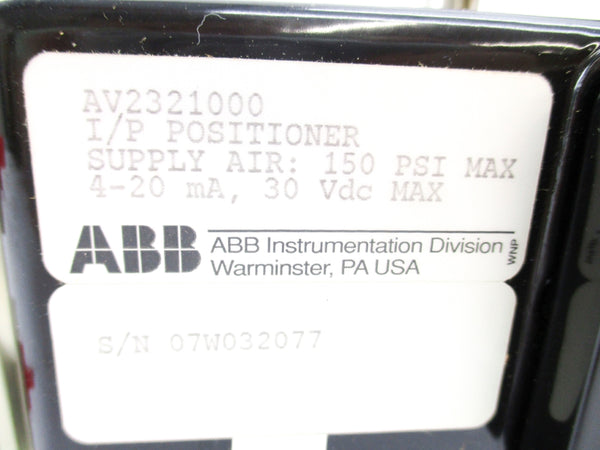 AV2321000
I/P POSITIONER
SUPPLY AIR: 150 PSI MAX
4-20 mA, 30 Vdc MAX
ABB ABB Instrumentation Division
Warminster, PA USA
WNP
S/N 07W032077